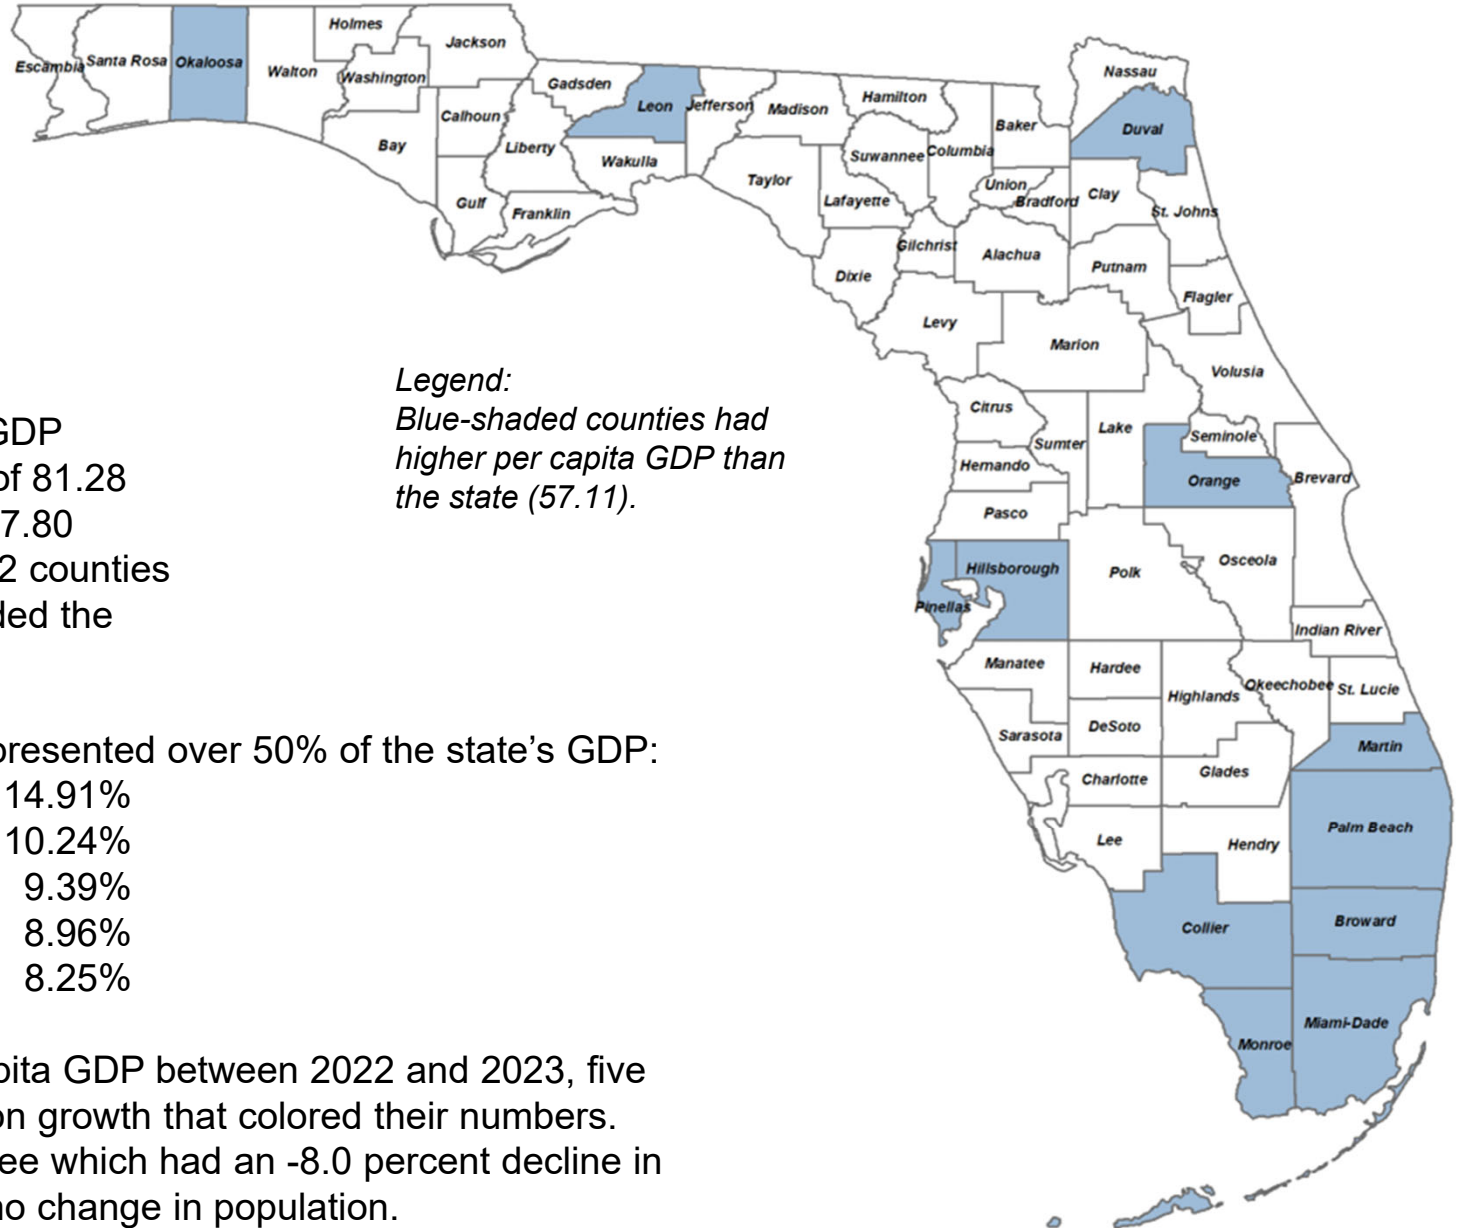 Holmes
Jackson
Escambia
Santa Rosa
Okaloosa
Walton
Washington
Gadsden
Leon
Jefferson
Madison
Hamilton
Nassau
Calhoun
Bay
Liberty
Wakulla
Taylor
Suwannee
Columbia
Baker
Duval
Gulf
Franklin
Lafayette
Union
Bradford
Clay
St. Johns
Dixie
Gilchrist
Alachua
Putnam
Flagler
Levy
Marion
Volusia
Legend:
Blue-shaded counties had
higher per capita GDP than
the state (57.11).
GDP
of 81.28
7.80
2 counties
ded the
Citrus
Sumter
Lake
Seminole
Hernando
Orange
Brevard
Pasco
Hillsborough
Polk
Osceola
Pinellas
Indian River
Manatee
Hardee
Highlands
Okeechobee
St. Lucie
Sarasota
DeSoto
Martin
Charlotte
Glades
Lee
Hendry
Palm Beach
Collier
Broward
Monroe
Miami-Dade
presented over 50% of the state's GDP:
14.91%
10.24%
9.39%
8.96%
8.25%
pita GDP between 2022 and 2023, five
on growth that colored their numbers.
ee which had an -8.0 percent decline in
no change in population.